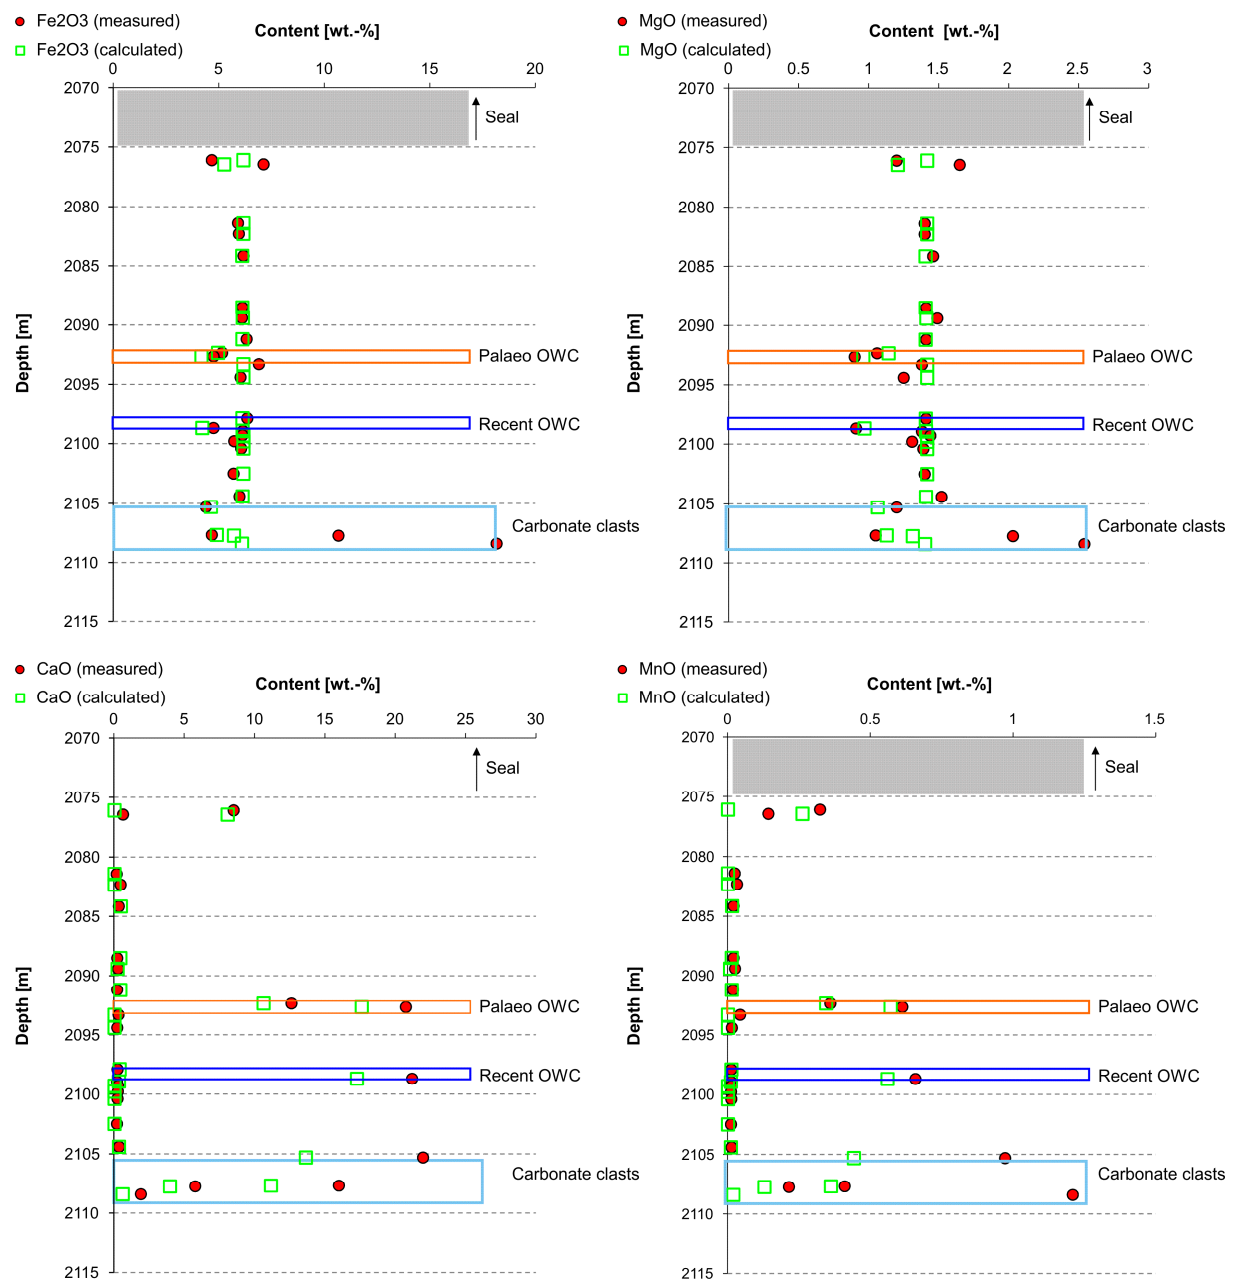 Fe2O3 (measured)
Fe2O3 (calculated)
Content [wt.-%]
0 5 10 15 20
2070
2075
2080
2085
2090
2095
2100
2105
2110
2115
Depth [m]
Seal
Palaeo OWC
Recent OWC
Carbonate clasts
MgO (measured)
MgO (calculated)
Content [wt.-%]
0 0.5 1 1.5 2 2.5 3
2070
2075
2080
2085
2090
2095
2100
2105
2110
2115
Depth [m]
Seal
Palaeo OWC
Recent OWC
Carbonate clasts
CaO (measured)
CaO (calculated)
Content [wt.-%]
0 5 10 15 20 25 30
2070
2075
2080
2085
2090
2095
2100
2105
2110
2115
Depth [m]
Seal
Palaeo OWC
Recent OWC
Carbonate clasts
MnO (measured)
MnO (calculated)
Content [wt.-%]
0 0.5 1 1.5
2070
2075
2080
2085
2090
2095
2100
2105
2110
2115
Depth [m]
Seal
Palaeo OWC
Recent OWC
Carbonate clasts